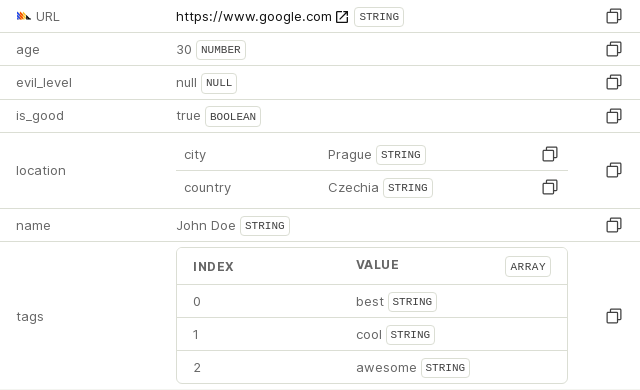 URL https://www.google.com STRING
age 30 NUMBER
evil_level null NULL
is_good true BOOLEAN
location
city Prague STRING
country Czechia STRING
name John Doe STRING
tags
INDEX VALUE ARRAY
0 best STRING
1 cool STRING
2 awesome STRING